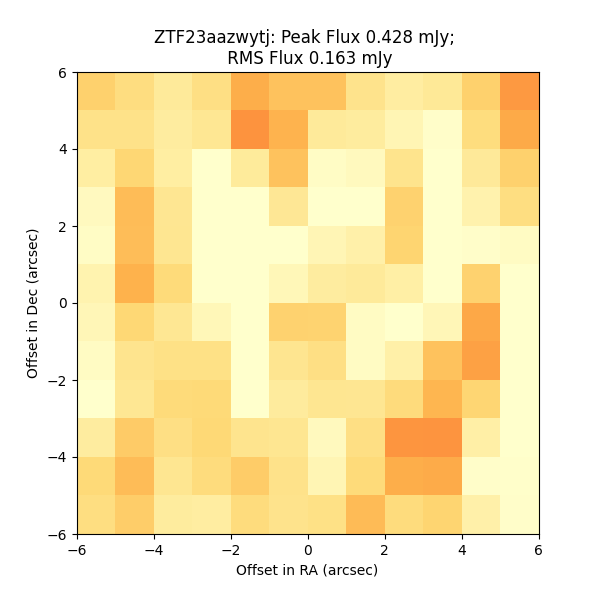 ZTF23aazwytj: Peak Flux 0.428 mJy;
RMS Flux 0.163 mJy
6
4
2
0
−2
−4
−6
Offset in Dec (arcsec)
−6 −4 −2 0 2 4 6
Offset in RA (arcsec)